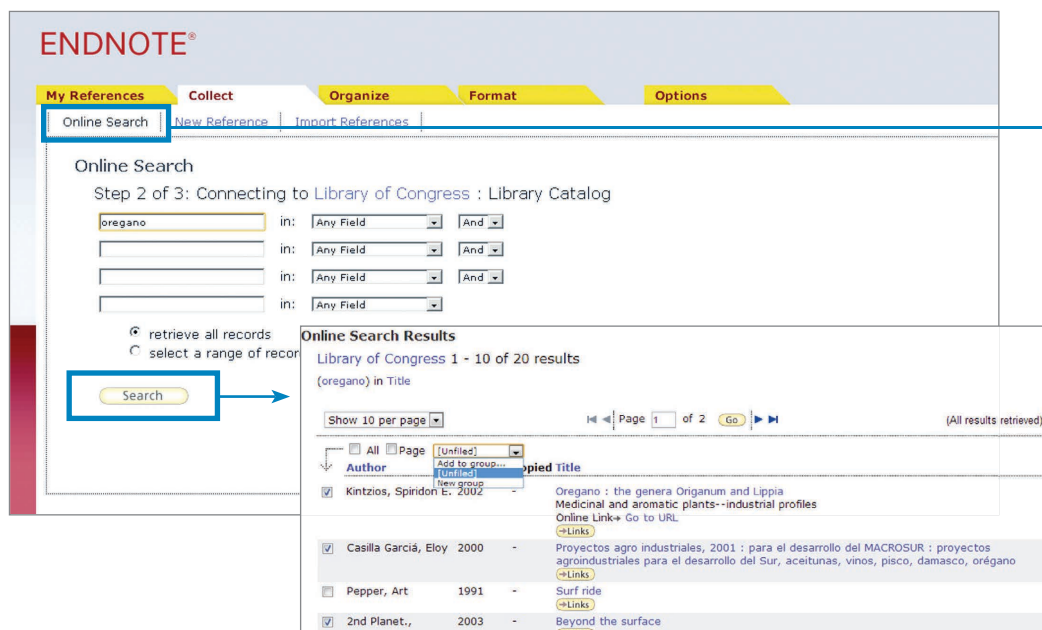 ENDNOTE®
My References Collect Organize Format Options
Online Search New Reference Import References
Online Search
Step 2 of 3: Connecting to Library of Congress : Library Catalog
oregano in: Any Field And
in: Any Field And
in: Any Field And
in: Any Field
retrieve all records
select a range of recor
Search
Online Search Results
Library of Congress 1 - 10 of 20 results
(oregano) in Title
Show 10 per page Page 1 of 2 Go (All results retrieved)
All Page [Unfiled]
Add to group...
[Unfiled]
New group
Author opied Title
Kintzios, Spiridon E. 2002 - Oregano : the genera Origanum and Lippia
Medicinal and aromatic plants--industrial profiles
Online Link→ Go to URL
→Links
Casilla Garciá, Eloy 2000 - Proyectos agro industriales, 2001 : para el desarrollo del MACROSUR : proyectos
agroindustriales para el desarrollo del Sur, aceitunas, vinos, pisco, damasco, orégano
→Links
Pepper, Art 1991 - Surf ride
→Links
2nd Planet., 2003 - Beyond the surface